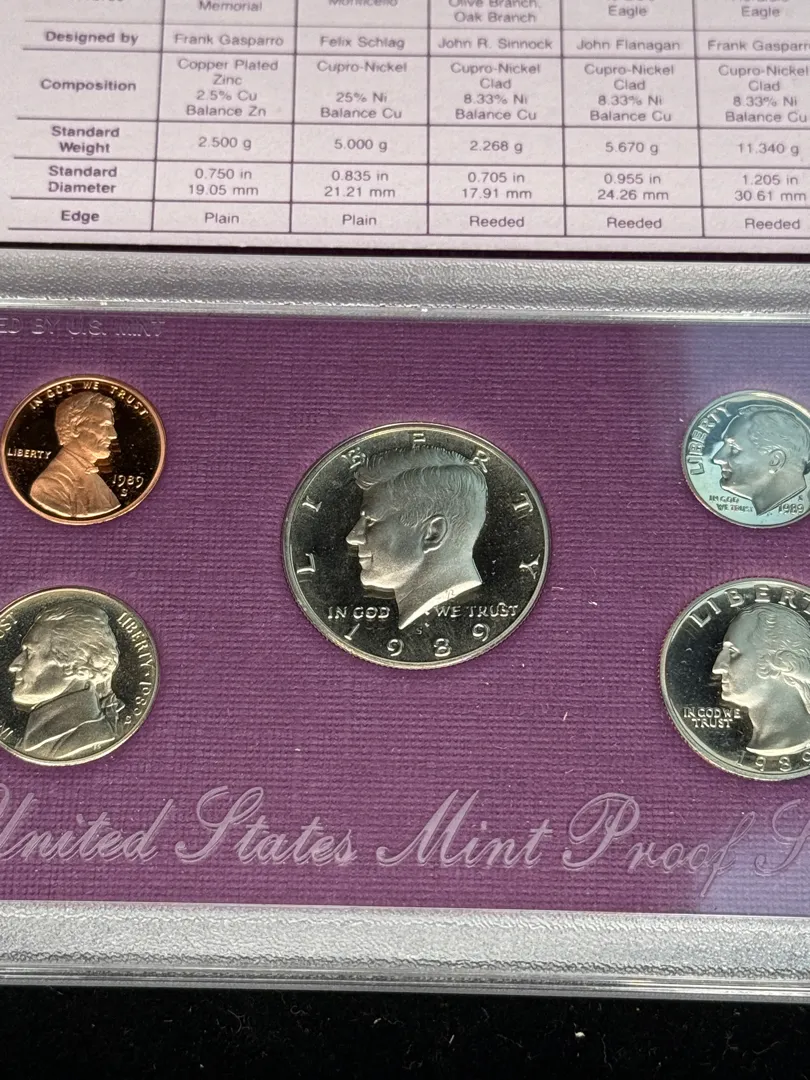 Memorial
Monticello
Olive Branch,
Oak Branch
Eagle
Eagle
Designed by
Frank Gasparro
Felix Schlag
John R. Sinnock
John Flanagan
Frank Gasparr
Composition
Copper Plated
Zinc
2.5% Cu
Balance Zn
Cupro-Nickel
25% Ni
Balance Cu
Cupro-Nickel
Clad
8.33% Ni
Balance Cu
Cupro-Nickel
Clad
8.33% Ni
Balance Cu
Cupro-Nickel
Clad
8.33% Ni
Balance Cu
Standard
Weight
2.500 g
5.000 g
2.268 g
5.670 g
11.340 g
Standard
Diameter
0.750 in
19.05 mm
0.835 in
21.21 mm
0.705 in
17.91 mm
0.955 in
24.26 mm
1.205 in
30.61 mm
Edge
Plain
Plain
Reeded
Reeded
Reeded
ED BY U.S. MINT
IN GOD WE TRUST
LIBERTY
1989
S
LIBERTY
IN GOD WE TRUST
1989
S
LIBERTY
IN GOD
WE TRUST
1989
LIBERTY · 1989
S
LIBER
IN GOD WE
TRUST
1989
United States Mint Proof S